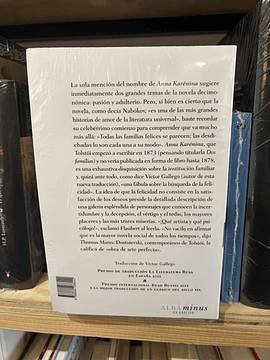 La sola mención del nombre de Anna Karénina sugiere
inmediatamente dos grandes temas de la novela decimo-
nónica: pasión y adulterio. Pero, si bien es cierto que la
novela, como decía Nabókov, «es una de las más grandes
historias de amor de la literatura universal», baste recordar
su celebérrimo comienzo para comprender que va mucho
más allá: «Todas las familias felices se parecen; las desdi-
chadas lo son cada una a su modo». Anna Karénina, que
Tolstói empezó a escribir en 1873 (pensando titularla Dos
familias) y no vería publicada en forma de libro hasta 1878,
es una exhaustiva disquisición sobre la institución familiar
y, quizá ante todo, como dice Víctor Gallego (autor de esta
nueva traducción), «una fábula sobre la búsqueda de la feli-
cidad». La idea de que la felicidad no consiste en la satis-
facción de los deseos preside la detallada descripción de
una galería espléndida de personajes que conocen la incer-
tidumbre y la decepción, el vértigo y el tedio, los mayores
placeres y las más tristes miserias. «¡Qué artista y qué psi-
cólogo!», exclamó Flaubert al leerla. «No vacilo en afirmar
que es la mayor novela social de todos los tiempos», dijo
Thomas Mann. Dostoievski, contemporáneo de Tolstói, la
calificó de «obra de arte perfecta».
Traducción de Víctor Gallego
Premio de traducción La Literatura Rusa
en España 2011
Premio internacional Read Russia 2012
a la mejor traducción de un clásico del siglo XIX
ALBA minus
CLÁSICOS